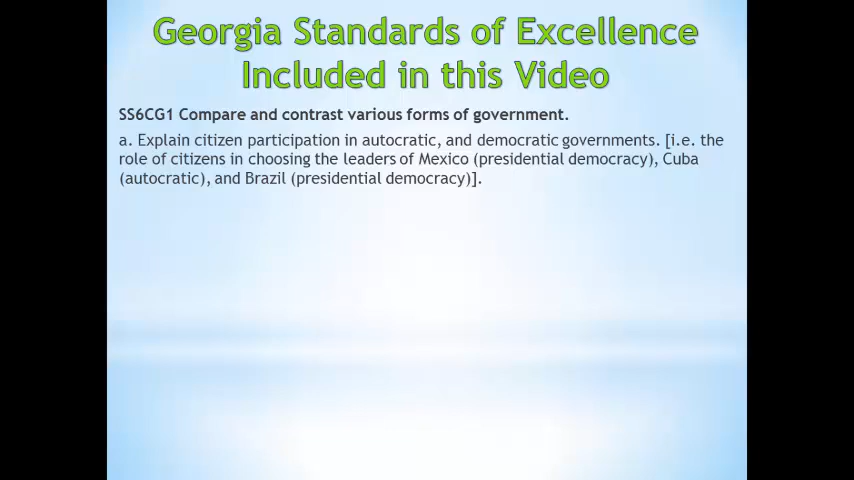 Georgia Standards of Excellence
Included in this Video
SS6CG1 Compare and contrast various forms of government.
a. Explain citizen participation in autocratic, and democratic governments. [i.e. the
role of citizens in choosing the leaders of Mexico (presidential democracy), Cuba
(autocratic), and Brazil (presidential democracy)].